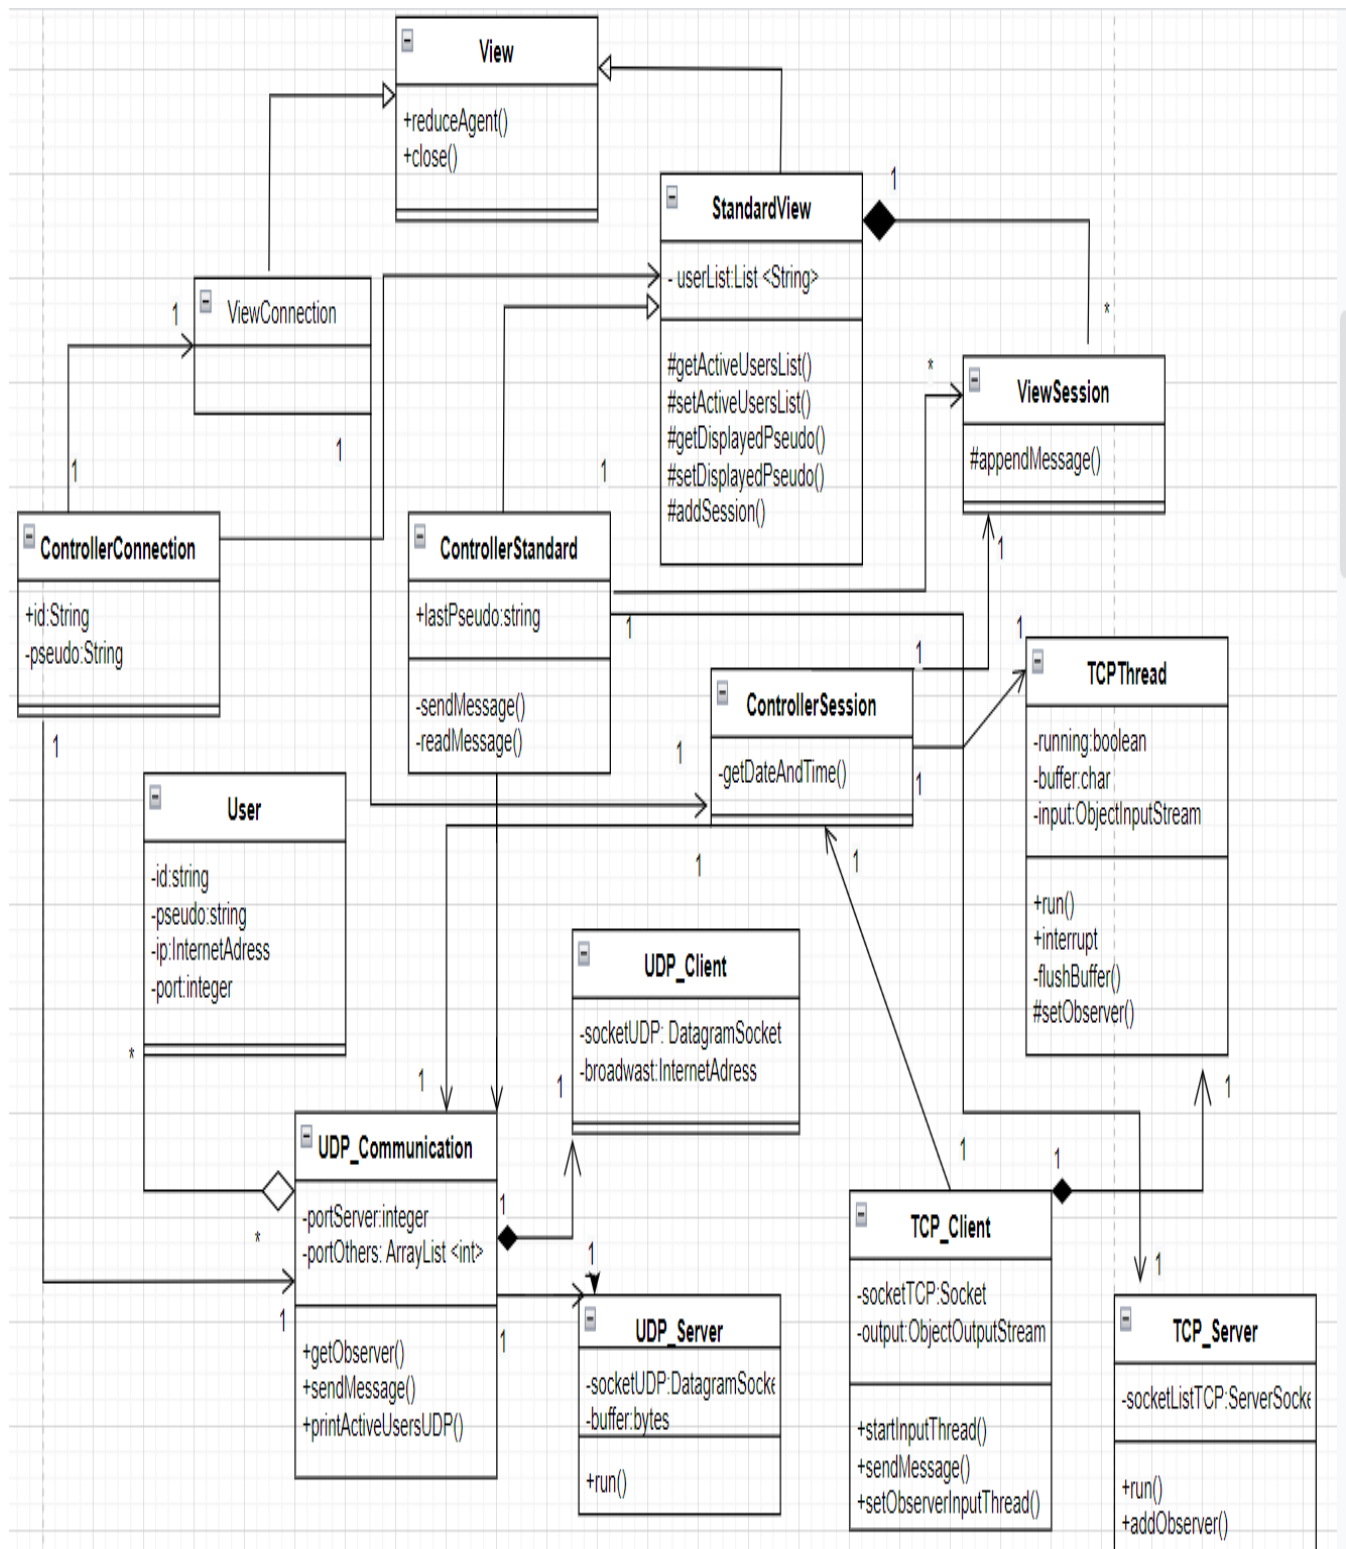 View
+reduceAgent()
+close()
1
StandardView
- userList:List <String>
#getActiveUsersList()
#setActiveUsersList()
#getDisplayedPseudo()
#setDisplayedPseudo()
#addSession()
1
ViewConnection
*
*
ViewSession
#appendMessage()
1
1
1
1
ControllerConnection
+id:String
-pseudo:String
ControllerStandard
+lastPseudo:string
-sendMessage()
-readMessage()
1
1
1
1
TCPThread
-running:boolean
-buffer:char
-input:ObjectInputStream
+run()
+interrupt
-flushBuffer()
#setObserver()
ControllerSession
-getDateAndTime()
1
1
1
1
1
User
-id:string
-pseudo:string
-ip:InternetAdress
-port:integer
*
UDP_Client
-socketUDP: DatagramSocket
-broadwast:InternetAdress
1
1
1
1
1
UDP_Communication
-portServer:integer
-portOthers: ArrayList <int>
+getObserver()
+sendMessage()
+printActiveUsersUDP()
1
*
1
1
1
1
UDP_Server
-socketUDP:DatagramSocke
-buffer:bytes
+run()
TCP_Client
-socketTCP:Socket
-output:ObjectOutputStream
+startInputThread()
+sendMessage()
+setObserverInputThread()
TCP_Server
-socketListTCP:ServerSocke
+run()
+addObserver()